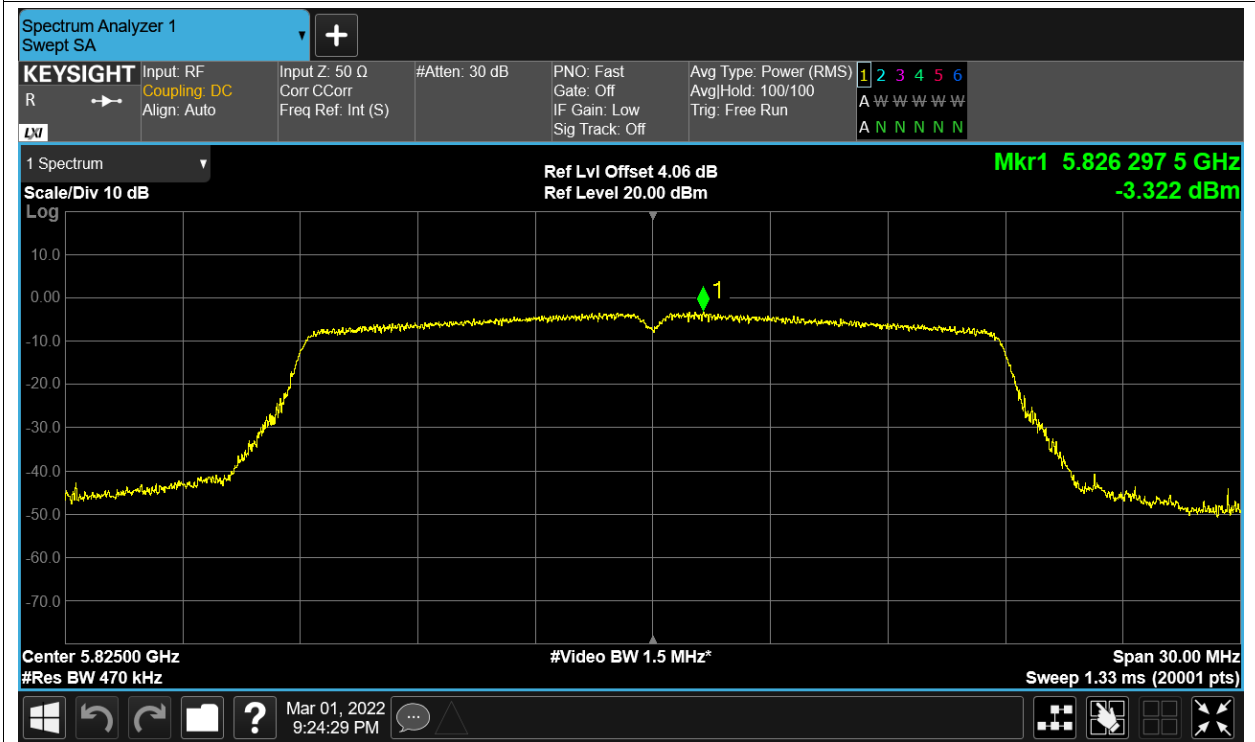 Spectrum Analyzer 1
Swept SA
+
KEYSIGHT
R
LXI
Input: RF
Coupling: DC
Align: Auto
Input Z: 50 Ω
Corr CCorr
Freq Ref: Int (S)
#Atten: 30 dB
PNO: Fast
Gate: Off
IF Gain: Low
Sig Track: Off
Avg Type: Power (RMS)
Avg|Hold: 100/100
Trig: Free Run
1 2 3 4 5 6
A W W W W W
A N N N N N
1 Spectrum
Scale/Div 10 dB
Log
Ref Lvl Offset 4.06 dB
Ref Level 20.00 dBm
Mkr1 5.826 297 5 GHz
-3.322 dBm
10.0
0.00
-10.0
-20.0
-30.0
-40.0
-50.0
-60.0
-70.0
1
Center 5.82500 GHz
#Res BW 470 kHz
#Video BW 1.5 MHz*
Span 30.00 MHz
Sweep 1.33 ms (20001 pts)
?
Mar 01, 2022
9:24:29 PM